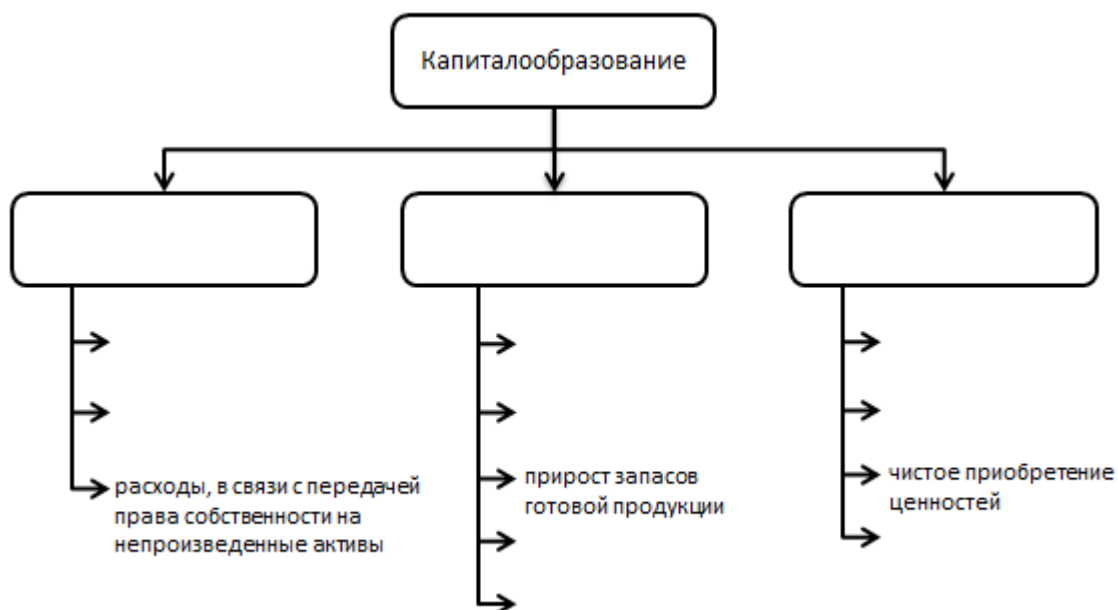 Капиталообразование
расходы, в связи с передачей
права собственности на
непроизведенные активы
прирост запасов
готовой продукции
чистое приобретение
ценностей